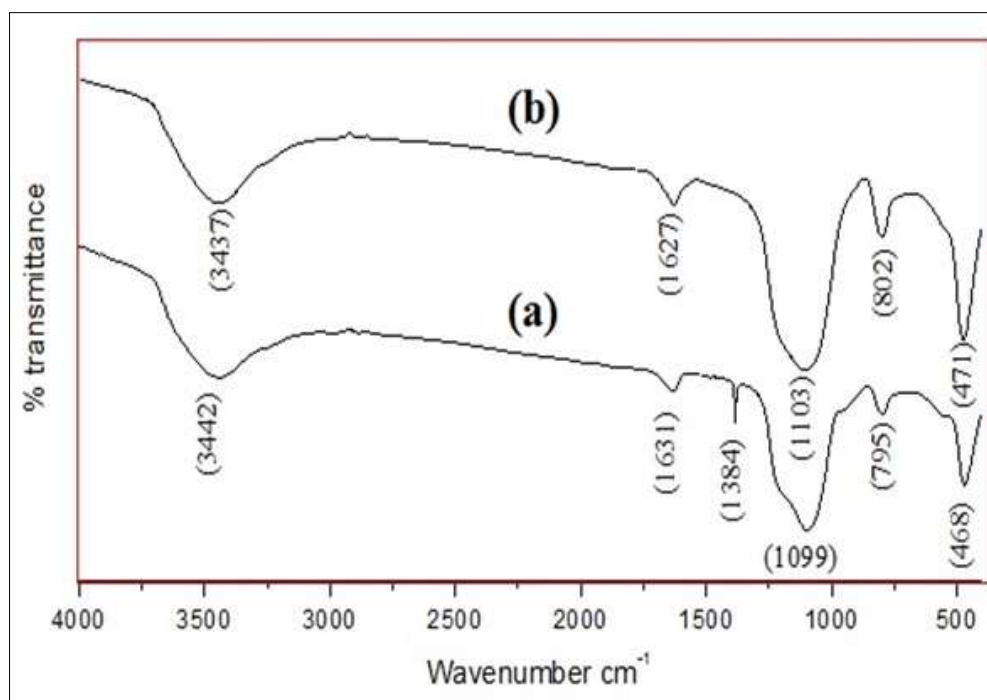 % transmittance
(b)
(3437)
(1627)
(1103)
(802)
(471)
(a)
(3442)
(1631)
(1384)
(1099)
(795)
(468)
4000 3500 3000 2500 2000 1500 1000 500
Wavenumber cm⁻¹